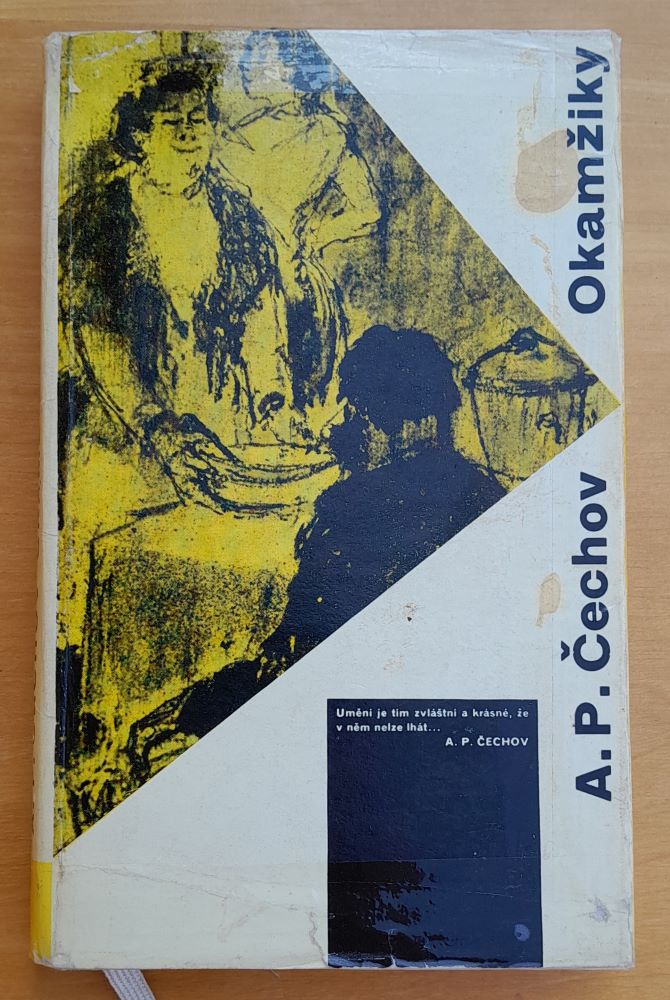 A. P. Čechov Okamžiky
Umění je tím zvláštní a krásné, že
v něm nelze lhát...
A. P. ČECHOV